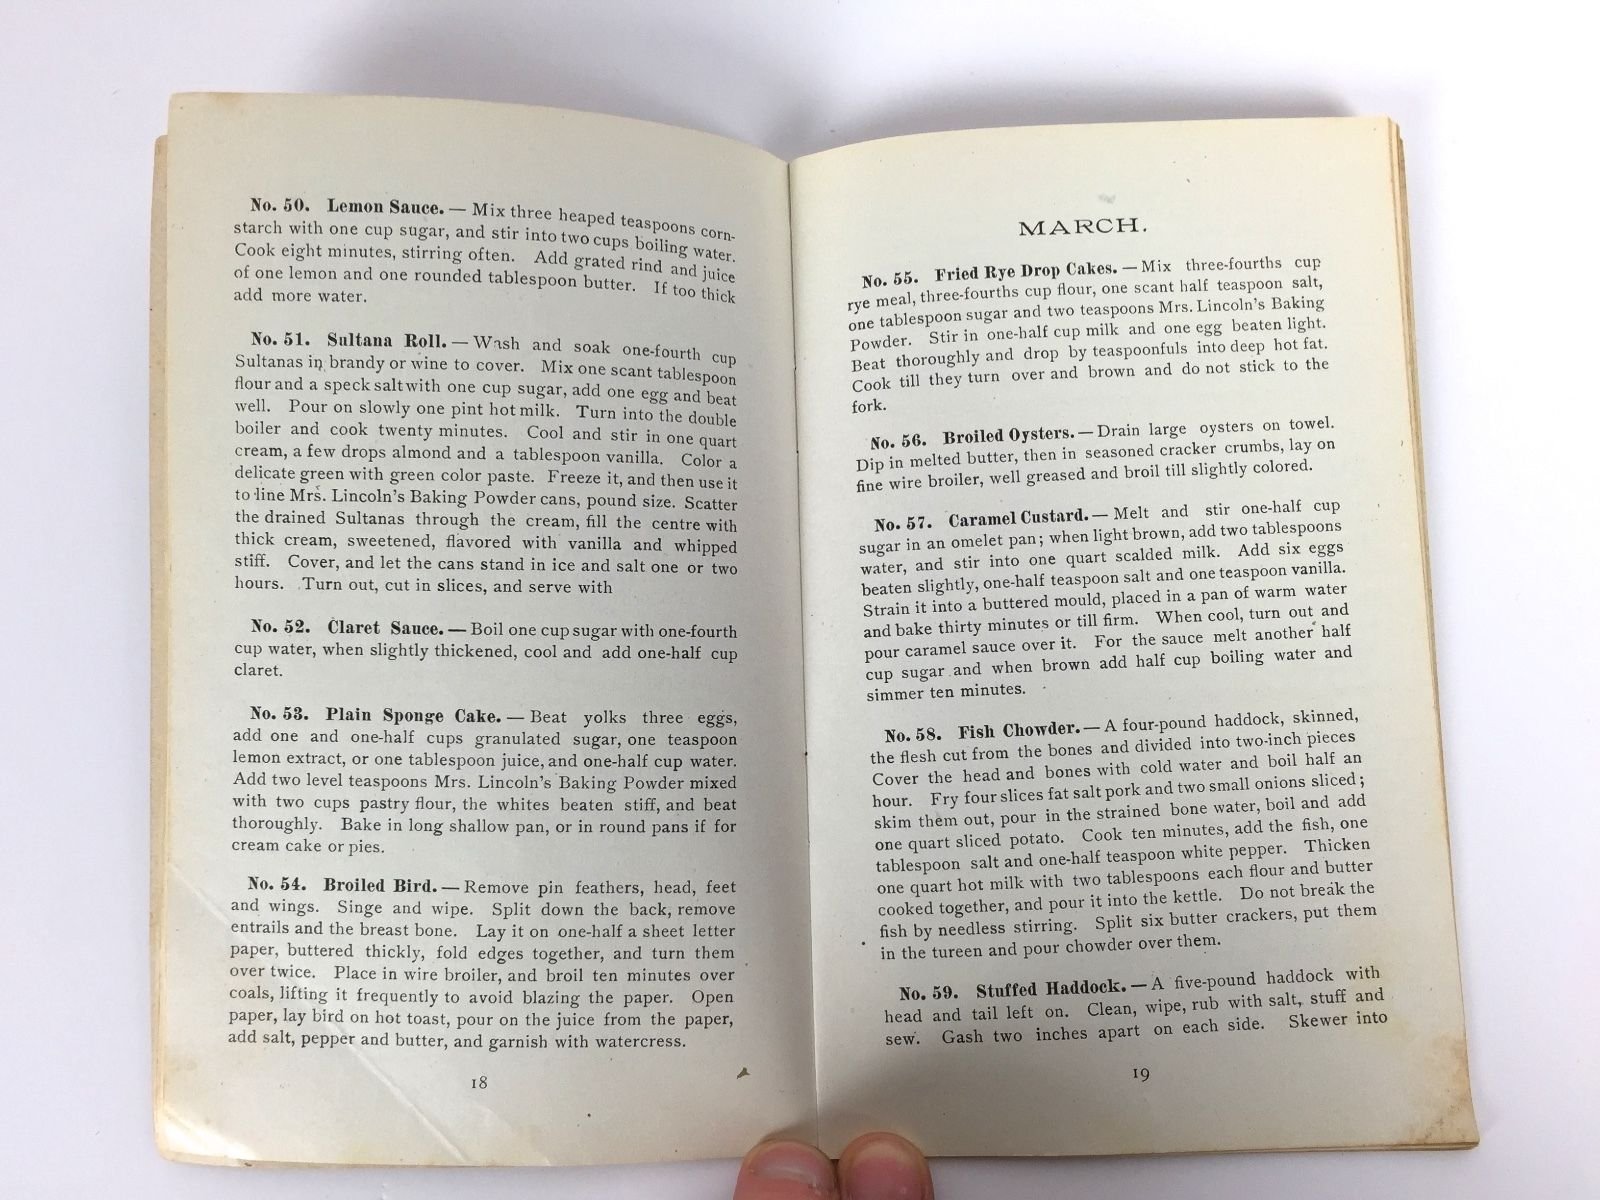 No. 50. Lemon Sauce. — Mix three heaped teaspoons corn-
starch with one cup sugar, and stir into two cups boiling water.
Cook eight minutes, stirring often. Add grated rind and juice
of one lemon and one rounded tablespoon butter. If too thick
add more water.
No. 51. Sultana Roll. — Wash and soak one-fourth cup
Sultanas in brandy or wine to cover. Mix one scant tablespoon
flour and a speck salt with one cup sugar, add one egg and beat
well. Pour on slowly one pint hot milk. Turn into the double
boiler and cook twenty minutes. Cool and stir in one quart
cream, a few drops almond and a tablespoon vanilla. Color a
delicate green with green color paste. Freeze it, and then use it
to line Mrs. Lincoln's Baking Powder cans, pound size. Scatter
the drained Sultanas through the cream, fill the centre with
thick cream, sweetened, flavored with vanilla and whipped
stiff. Cover, and let the cans stand in ice and salt one or two
hours. Turn out, cut in slices, and serve with
No. 52. Claret Sauce. — Boil one cup sugar with one-fourth
cup water, when slightly thickened, cool and add one-half cup
claret.
No. 53. Plain Sponge Cake. — Beat yolks three eggs,
add one and one-half cups granulated sugar, one teaspoon
lemon extract, or one tablespoon juice, and one-half cup water.
Add two level teaspoons Mrs. Lincoln's Baking Powder mixed
with two cups pastry flour, the whites beaten stiff, and beat
thoroughly. Bake in long shallow pan, or in round pans if for
cream cake or pies.
No. 54. Broiled Bird. — Remove pin feathers, head, feet
and wings. Singe and wipe. Split down the back, remove
entrails and the breast bone. Lay it on one-half a sheet letter
paper, buttered thickly, fold edges together, and turn them
over twice. Place in wire broiler, and broil ten minutes over
coals, lifting it frequently to avoid blazing the paper. Open
paper, lay bird on hot toast, pour on the juice from the paper,
add salt, pepper and butter, and garnish with watercress.
18
MARCH.
No. 55. Fried Rye Drop Cakes. — Mix three-fourths cup
rye meal, three-fourths cup flour, one scant half teaspoon salt,
one tablespoon sugar and two teaspoons Mrs. Lincoln's Baking
Powder. Stir in one-half cup milk and one egg beaten light.
Beat thoroughly and drop by teaspoonfuls into deep hot fat.
Cook till they turn over and brown and do not stick to the
fork.
No. 56. Broiled Oysters. — Drain large oysters on towel.
Dip in melted butter, then in seasoned cracker crumbs, lay on
fine wire broiler, well greased and broil till slightly colored.
No. 57. Caramel Custard. — Melt and stir one-half cup
sugar in an omelet pan; when light brown, add two tablespoons
water, and stir into one quart scalded milk. Add six eggs
beaten slightly, one-half teaspoon salt and one teaspoon vanilla.
Strain it into a buttered mould, placed in a pan of warm water
and bake thirty minutes or till firm. When cool, turn out and
pour caramel sauce over it. For the sauce melt another half
cup sugar and when brown add half cup boiling water and
simmer ten minutes.
No. 58. Fish Chowder. — A four-pound haddock, skinned,
the flesh cut from the bones and divided into two-inch pieces
Cover the head and bones with cold water and boil half an
hour. Fry four slices fat salt pork and two small onions sliced;
skim them out, pour in the strained bone water, boil and add
one quart sliced potato. Cook ten minutes, add the fish, one
tablespoon salt and one-half teaspoon white pepper. Thicken
one quart hot milk with two tablespoons each flour and butter
cooked together, and pour it into the kettle. Do not break the
fish by needless stirring. Split six butter crackers, put them
in the tureen and pour chowder over them.
No. 59. Stuffed Haddock. — A five-pound haddock with
head and tail left on. Clean, wipe, rub with salt, stuff and
sew. Gash two inches apart on each side. Skewer into
19